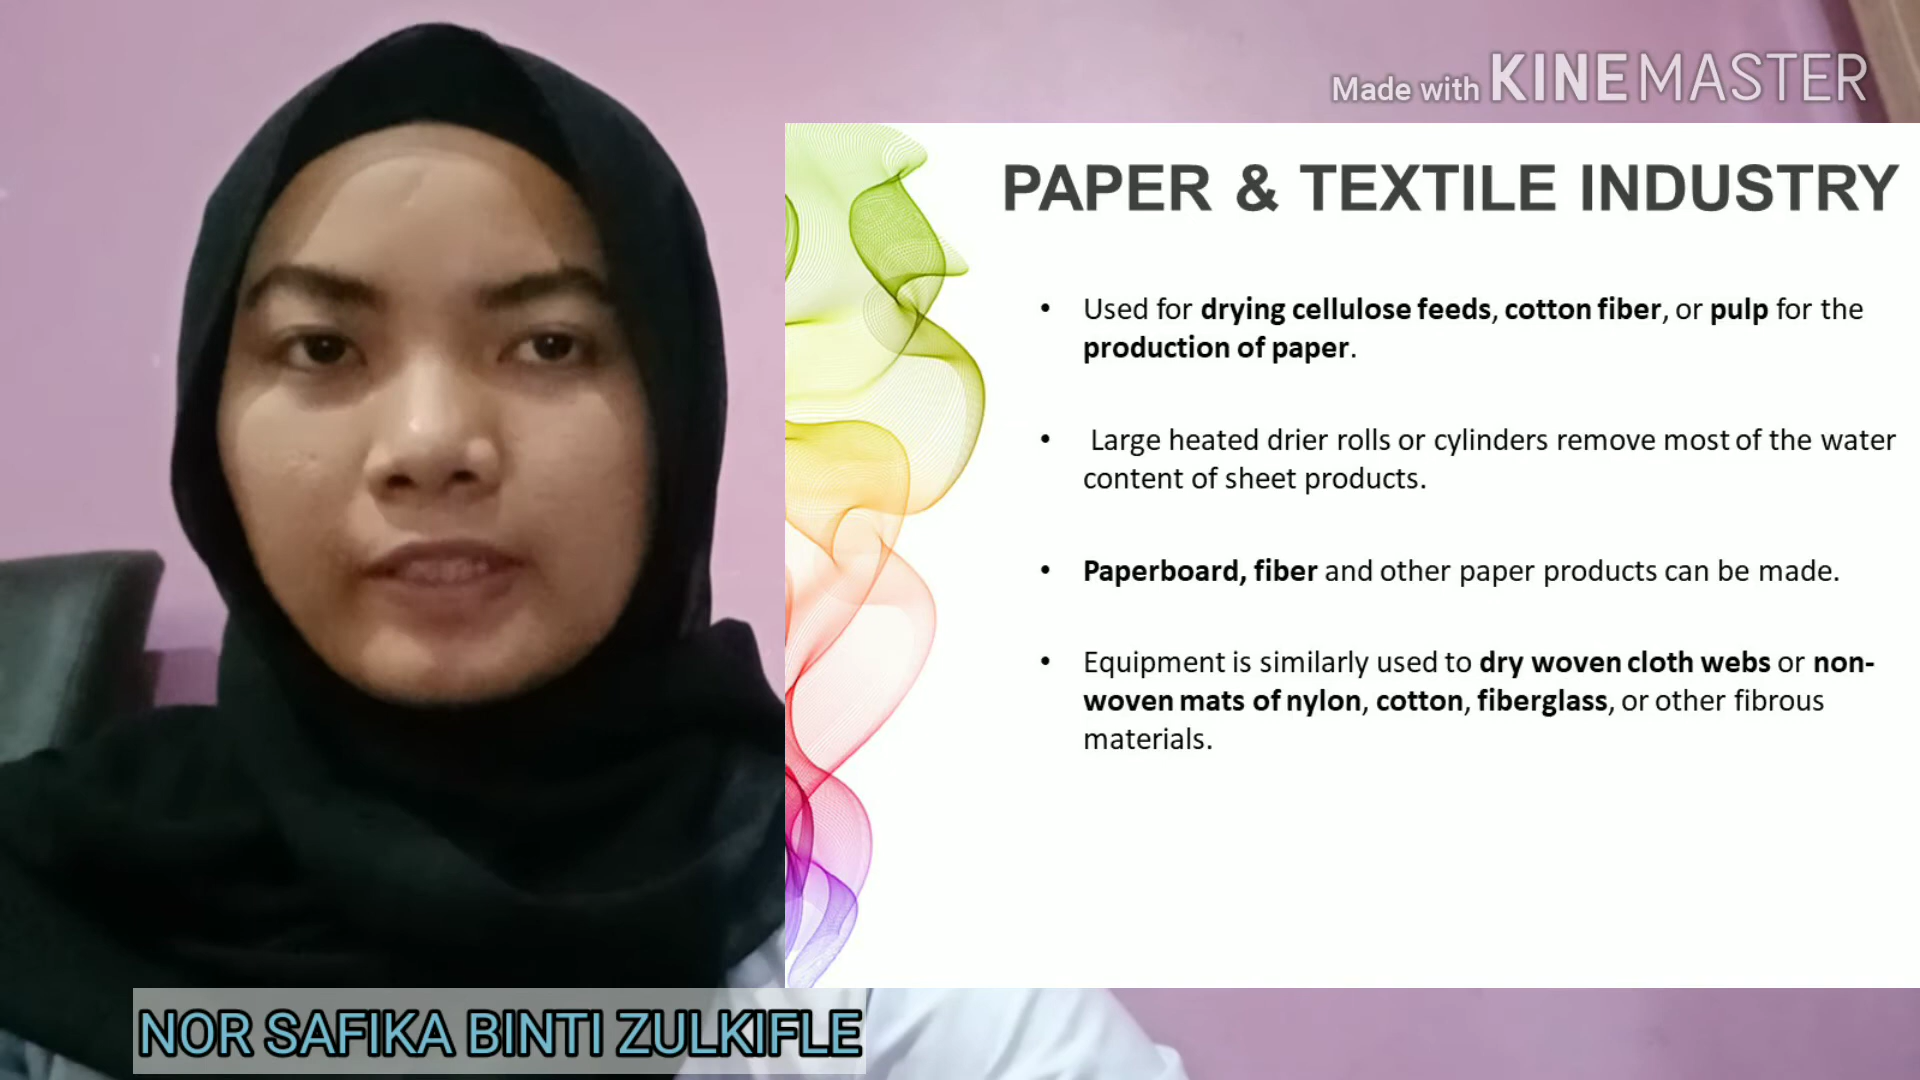 Made with KINEMASTER
PAPER & TEXTILE INDUSTRY
• Used for drying cellulose feeds, cotton fiber, or pulp for the
production of paper.
• Large heated drier rolls or cylinders remove most of the water
content of sheet products.
• Paperboard, fiber and other paper products can be made.
• Equipment is similarly used to dry woven cloth webs or non-
woven mats of nylon, cotton, fiberglass, or other fibrous
materials.
NOR SAFIKA BINTI ZULKIFLE